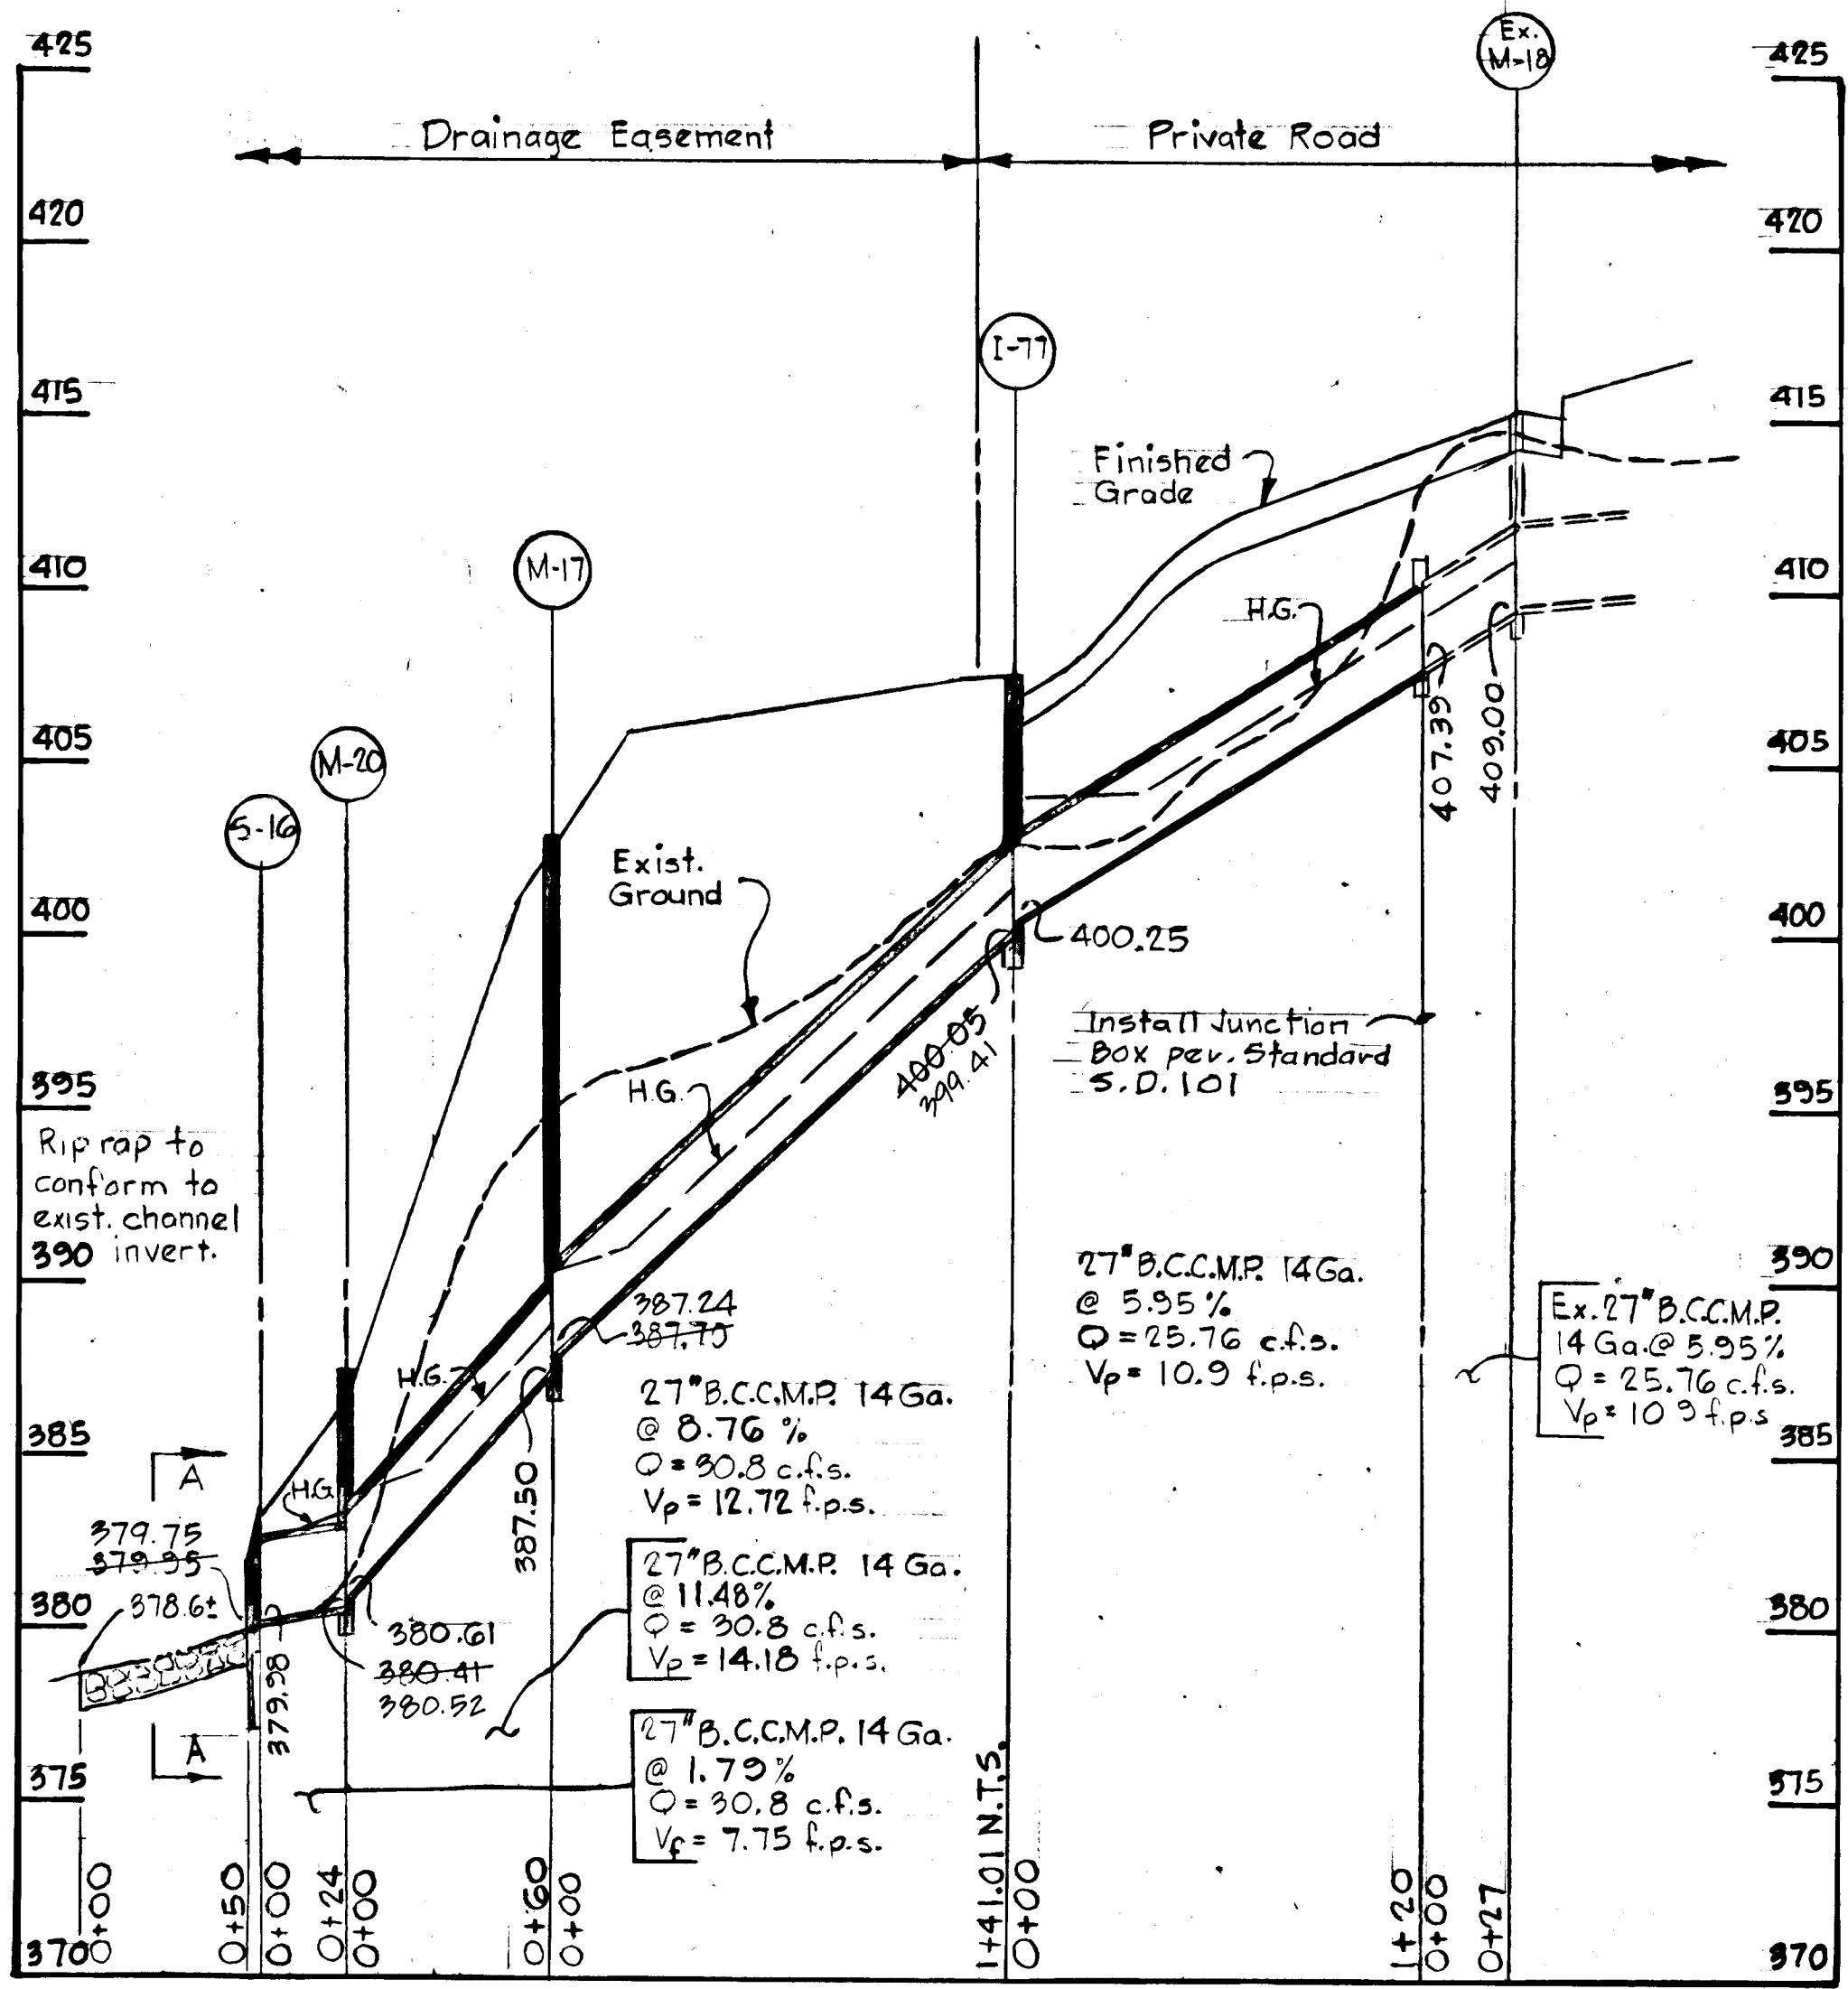 Ex.
M-18
425
425
Drainage Easement
Private Road
420
420
I-77
415
415
Finished
Grade
M-17
410
410
H.G.
405
405
M-20
407.39
409.00
S-16
Exist.
Ground
400
400
400.25
400.05
399.41
Install Junction
Box per. Standard
S.D. 101
H.G.
395
395
Rip rap to
conform to
exist. channel
invert.
390
390
27" B.C.C.M.P. 14 Ga.
@ 5.95 %
Q = 25.76 c.f.s.
Vp = 10.9 f.p.s.
Ex. 27" B.C.C.M.P.
14 Ga. @ 5.95%
Q = 25.76 c.f.s.
Vp = 10 9 f.p.s
387.24
387.70
H.G.
27" B.C.C.M.P. 14 Ga.
@ 8.76 %
Q = 30.8 c.f.s.
Vp = 12.72 f.p.s.
385
385
A
H.G
387.50
379.75
379.95
27" B.C.C.M.P. 14 Ga.
@ 11.48%
Q = 30.8 c.f.s.
Vp = 14.18 f.p.s.
380
380
378.6±
380.61
380.41
380.52
379.98
A
27" B.C.C.M.P. 14 Ga.
@ 1.79 %
Q = 30.8 c.f.s.
Vf = 7.75 f.p.s.
375
375
370
370
0+00
0+50
0+00
0+24
0+00
0+60
0+00
1+41.01 N.T.S.
0+00
1+20
0+00
0+27